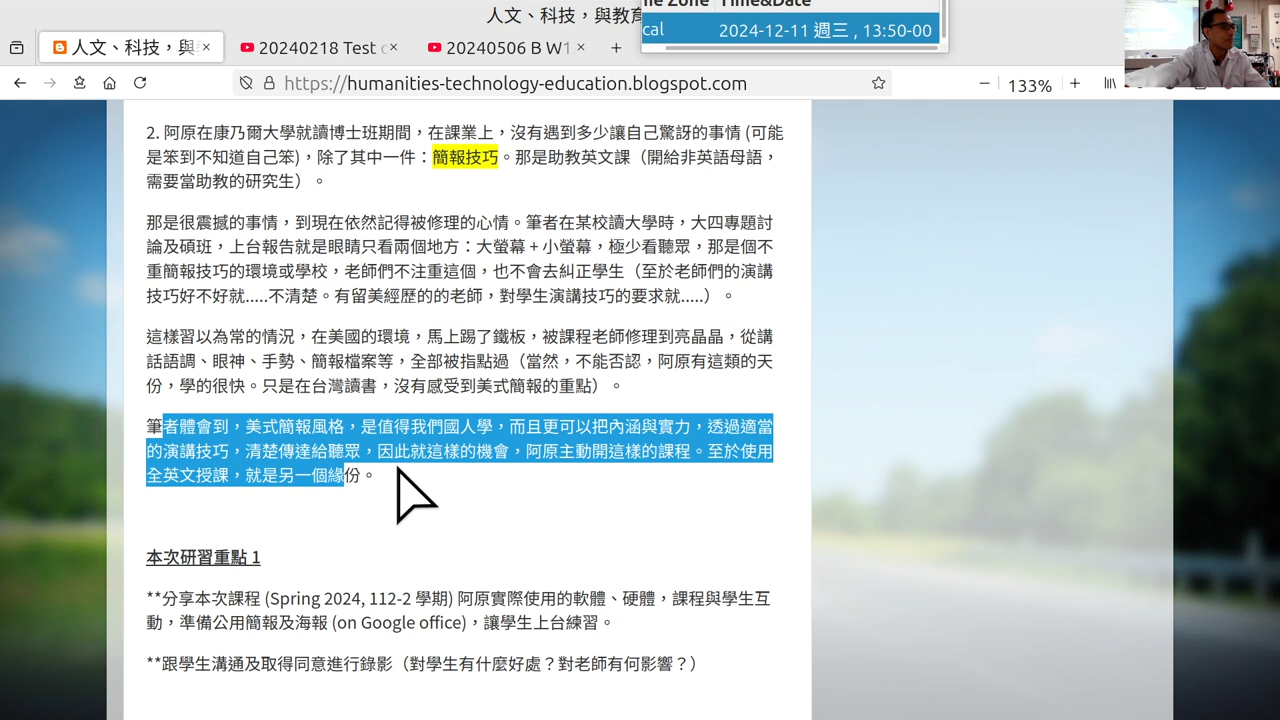 人文、科技，與教育
Time&Date
cal
2024-12-11 週三 , 13:50-00
人文、科技，與
20240218 Test
20240506 B W1
https://humanities-technology-education.blogspot.com
133%
2. 阿原在康乃爾大學就讀博士班期間，在課業上，沒有遇到多少讓自己驚訝的事情 (可能
是笨到不知道自己笨)，除了其中一件：簡報技巧。那是助教英文課（開給非英語母語，
需要當助教的研究生）。
那是很震撼的事情，到現在依然記得被修理的心情。筆者在某校讀大學時，大四專題討
論及碩班，上台報告就是眼睛只看兩個地方：大螢幕 + 小螢幕，極少看聽眾，那是個不
重簡報技巧的環境或學校，老師們不注重這個，也不會去糾正學生（至於老師們的演講
技巧好不好就.....不清楚。有留美經歷的的老師，對學生演講技巧的要求就.....）。
這樣習以為常的情況，在美國的環境，馬上踢了鐵板，被課程老師修理到亮晶晶，從講
話語調、眼神、手勢、簡報檔案等，全部被指點過（當然，不能否認，阿原有這類的天
份，學的很快。只是在台灣讀書，沒有感受到美式簡報的重點）。
筆者體會到，美式簡報風格，是值得我們國人學，而且更可以把內涵與實力，透過適當
的演講技巧，清楚傳達給聽眾，因此就這樣的機會，阿原主動開這樣的課程。至於使用
全英文授課，就是另一個緣份。
本次研習重點 1
**分享本次課程 (Spring 2024, 112-2 學期) 阿原實際使用的軟體、硬體，課程與學生互
動，準備公用簡報及海報 (on Google office)，讓學生上台練習。
**跟學生溝通及取得同意進行錄影（對學生有什麼好處？對老師有何影響？）